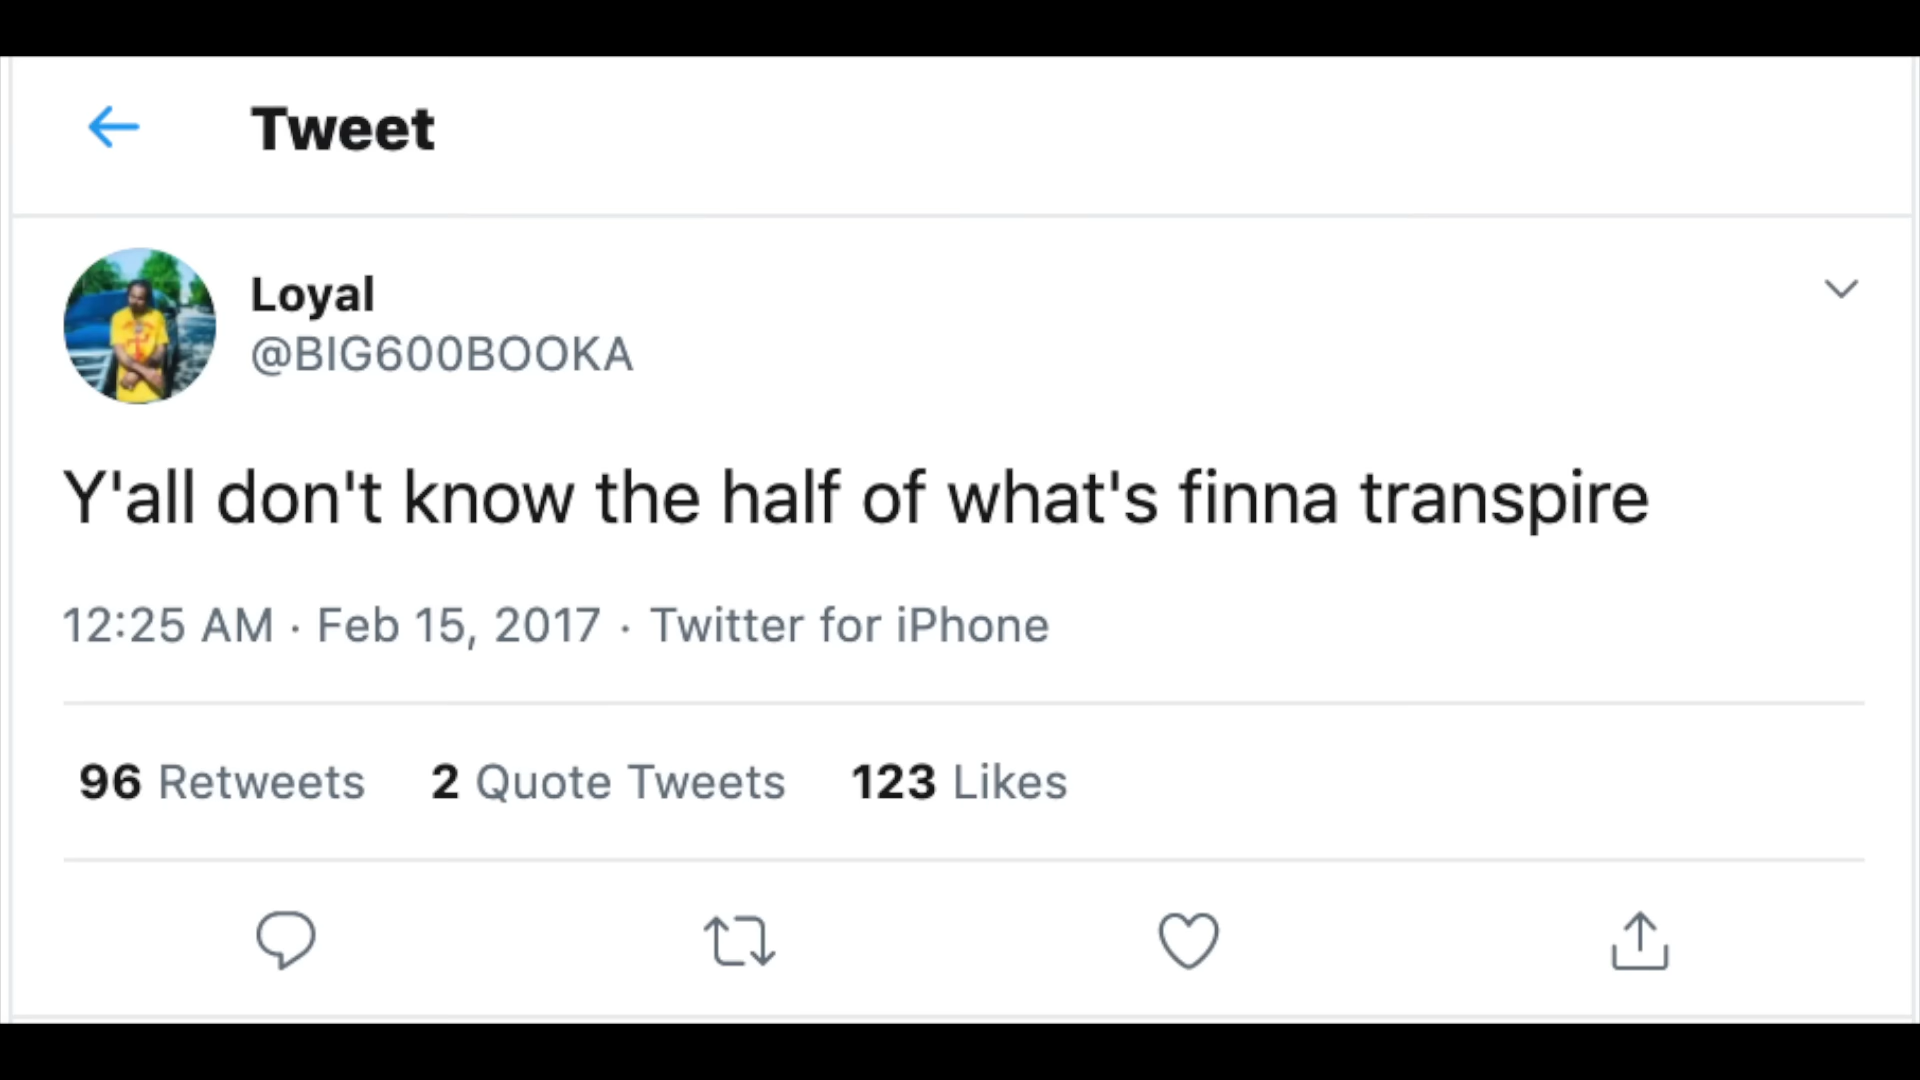 Tweet
Loyal
@BIG600BOOKA
Y'all don't know the half of what's finna transpire
12:25 AM · Feb 15, 2017 · Twitter for iPhone
96 Retweets 2 Quote Tweets 123 Likes